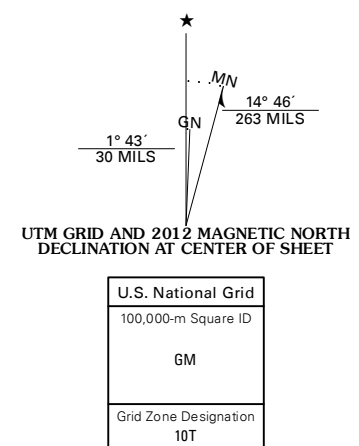 ★
MN
GN
14° 46´
263 MILS
1° 43´
30 MILS
UTM GRID AND 2012 MAGNETIC NORTH
DECLINATION AT CENTER OF SHEET
U.S. National Grid
100,000-m Square ID
GM
Grid Zone Designation
10T